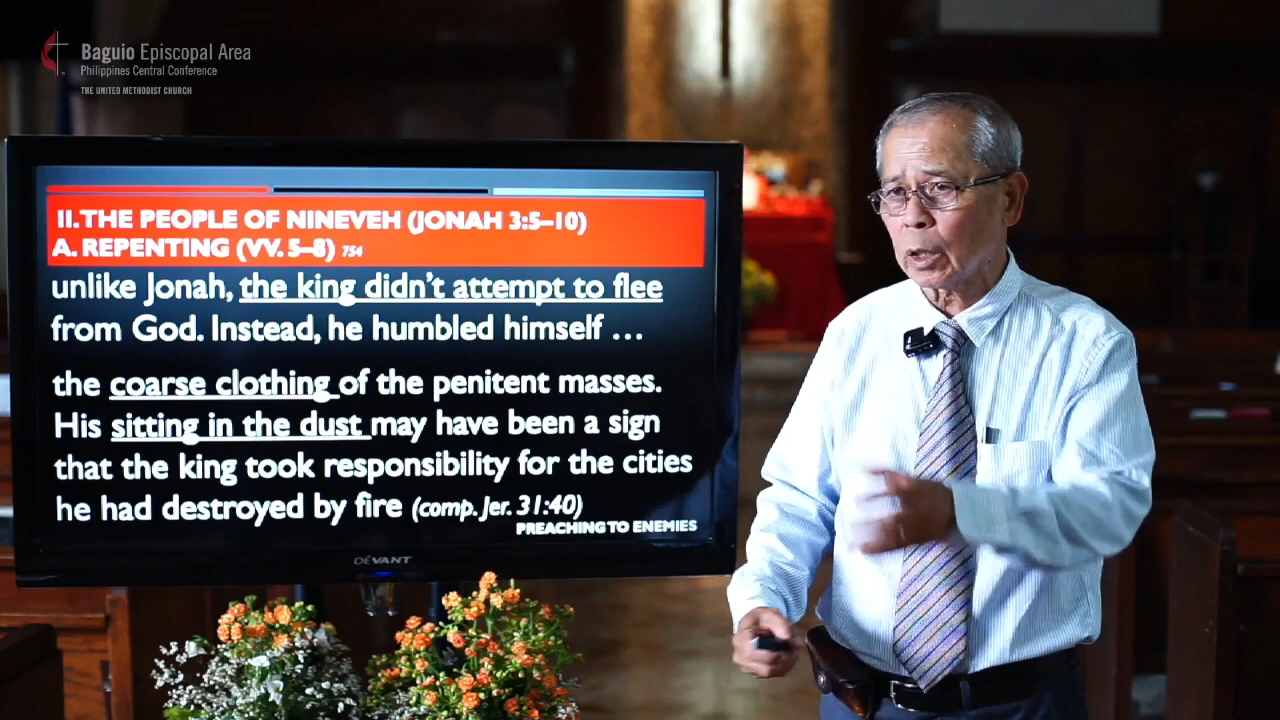 Baguio Episcopal Area
Philippines Central Conference
THE UNITED METHODIST CHURCH
II. THE PEOPLE OF NINEVEH (JONAH 3:5–10)
A. REPENTING (VV. 5–8) 754
unlike Jonah, the king didn't attempt to flee
from God. Instead, he humbled himself …
the coarse clothing of the penitent masses.
His sitting in the dust may have been a sign
that the king took responsibility for the cities
he had destroyed by fire (comp. Jer. 31:40)
PREACHING TO ENEMIES
DEVANT